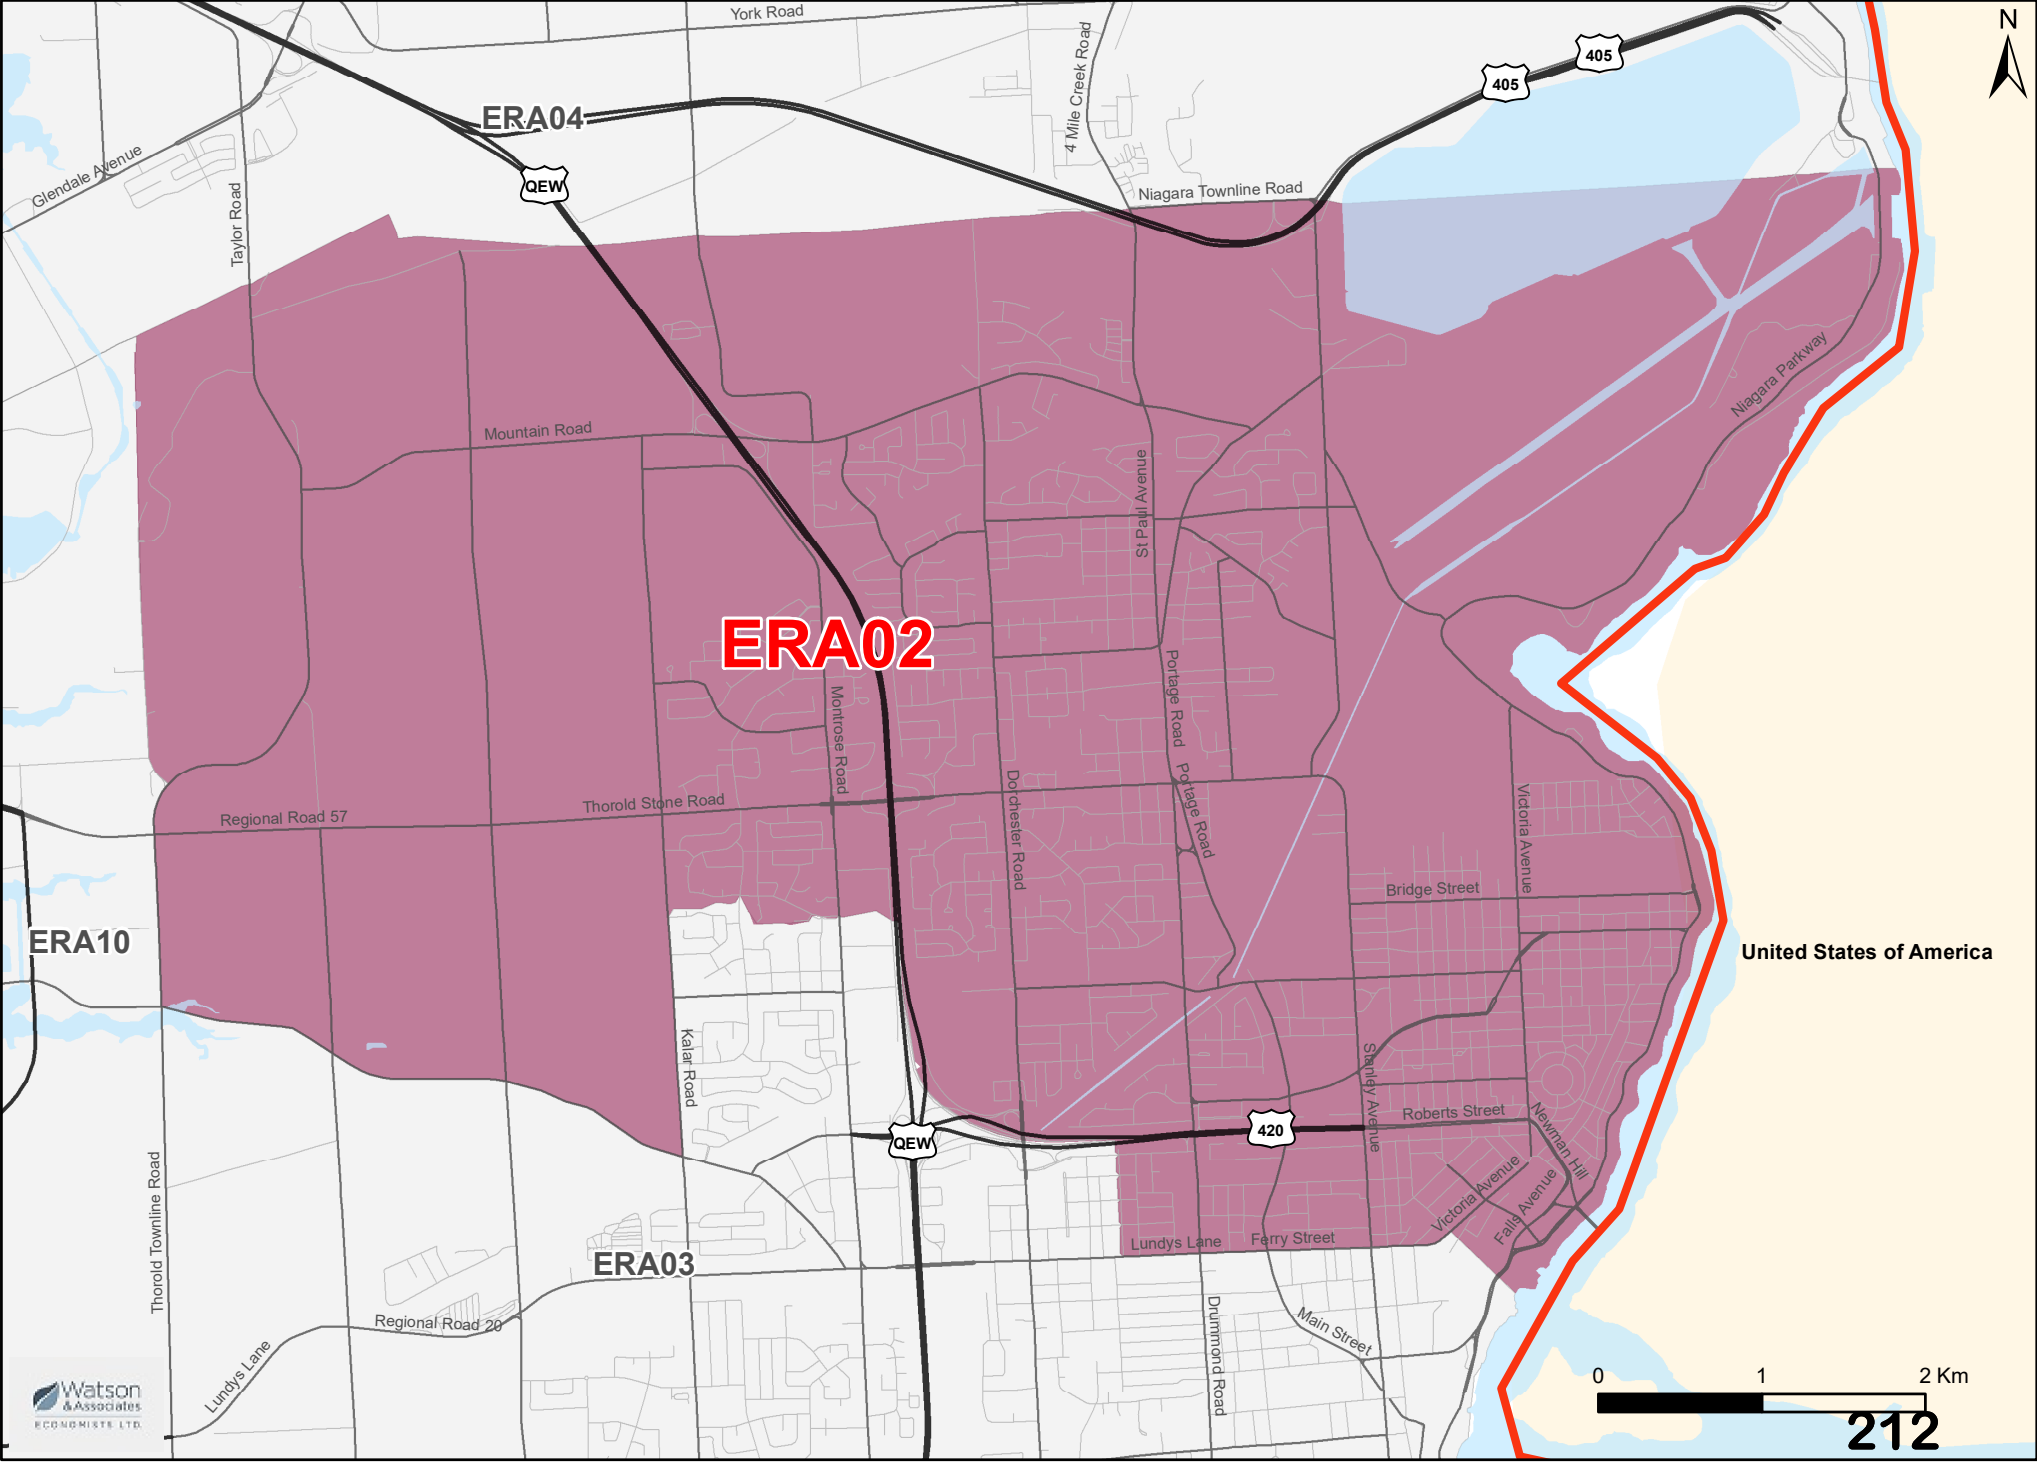 York Road
N
405
405
4 Mile Creek Road
ERA04
Glendale Avenue
QEW
Niagara Townline Road
Taylor Road
Niagara Parkway
Mountain Road
St Paul Avenue
ERA02
Portage Road
Montrose Road
Portage Road
Dorchester Road
Victoria Avenue
Thorold Stone Road
Regional Road 57
Bridge Street
ERA10
United States of America
Kalar Road
Stanley Avenue
Roberts Street
Newman Hill
420
QEW
Victoria Avenue
Falls Avenue
Thorold Townline Road
Lundys Lane
Ferry Street
ERA03
Regional Road 20
Main Street
Drummond Road
Lundys Lane
0 1 2 Km
Watson
& Associates
ECONOMISTS LTD.
212